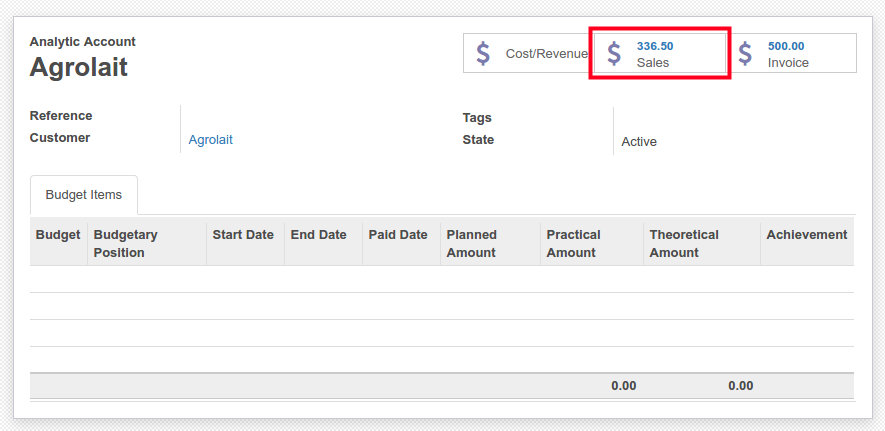 Analytic Account
Agrolait
$ Cost/Revenue
$ 336.50
Sales
$ 500.00
Invoice
Reference
Customer Agrolait
Tags
State Active
Budget Items
Budget Budgetary Position Start Date End Date Paid Date Planned Amount Practical Amount Theoretical Amount Achievement
0.00 0.00